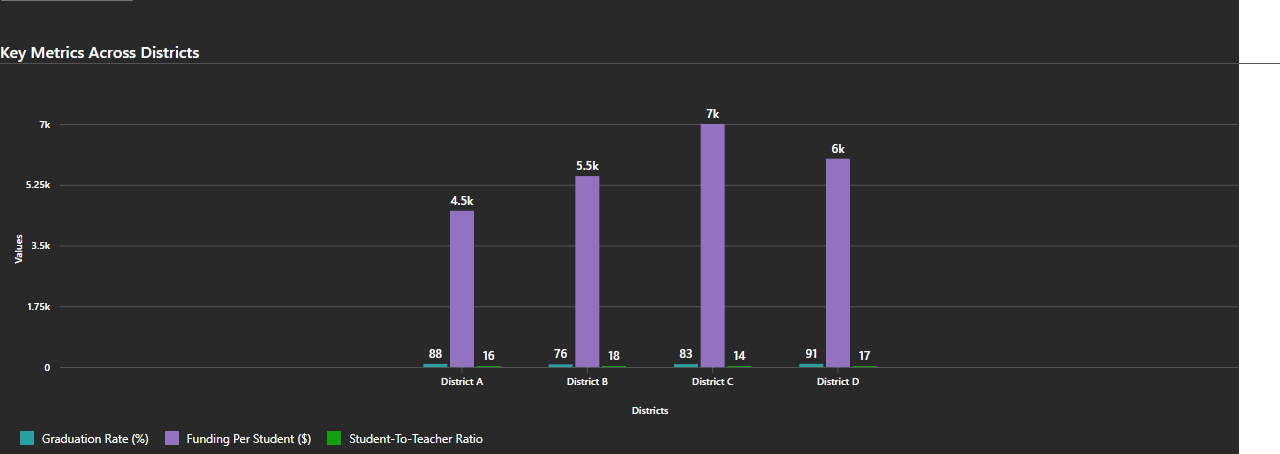 Key Metrics Across Districts
7k
7k
6k
5.5k
5.25k
4.5k
Values
3.5k
1.75k
88 16 76 18 83 14 91 17
0
District A District B District C District D
Districts
Graduation Rate (%) Funding Per Student ($) Student-To-Teacher Ratio